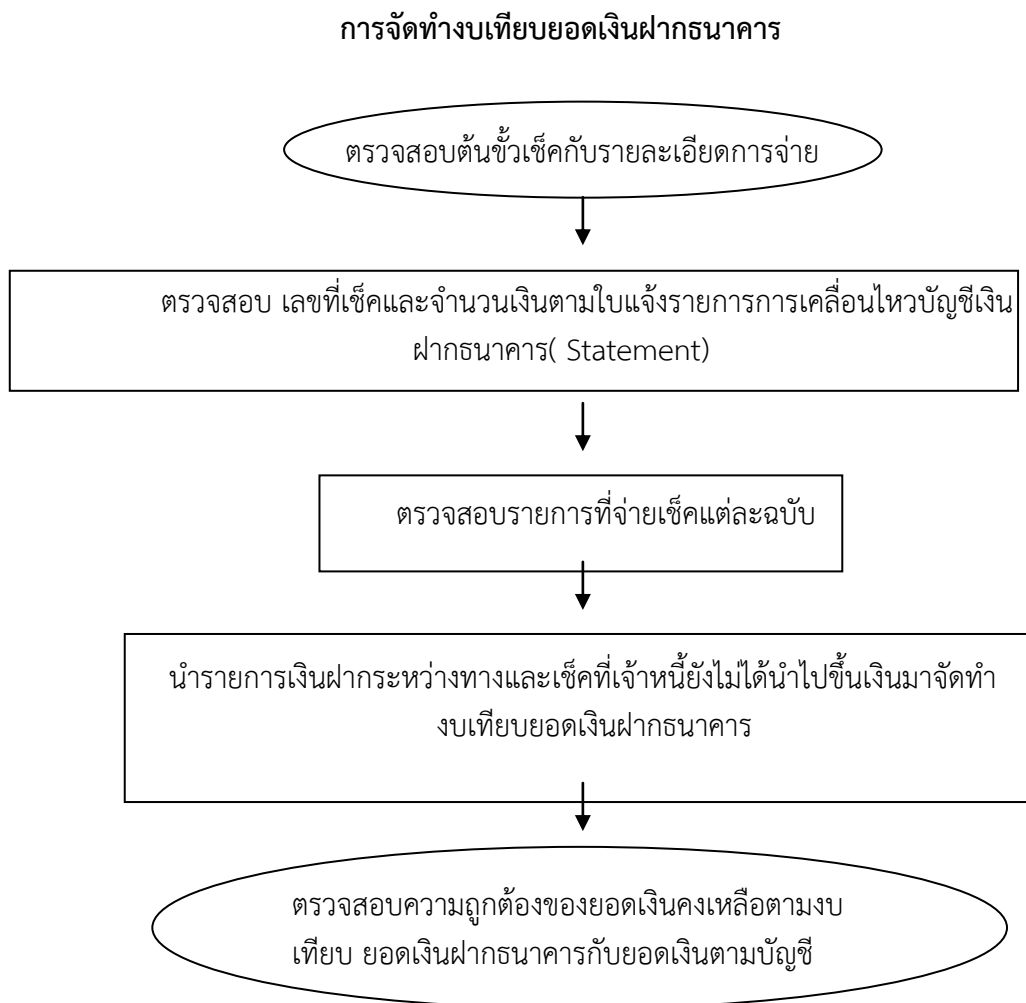 การจัดทำงบเทียบยอดเงินฝากธนาคาร
ตรวจสอบต้นขั้วเช็คกับรายละเอียดการจ่าย
ตรวจสอบ เลขที่เช็คและจำนวนเงินตามใบแจ้งรายการการเคลื่อนไหวบัญชีเงิน
ฝากธนาคาร( Statement)
ตรวจสอบรายการที่จ่ายเช็คแต่ละฉบับ
นำรายการเงินฝากระหว่างทางและเช็คที่เจ้าหนี้ยังไม่ได้นำไปขึ้นเงินมาจัดทำ
งบเทียบยอดเงินฝากธนาคาร
ตรวจสอบความถูกต้องของยอดเงินคงเหลือตามงบ
เทียบ ยอดเงินฝากธนาคารกับยอดเงินตามบัญชี